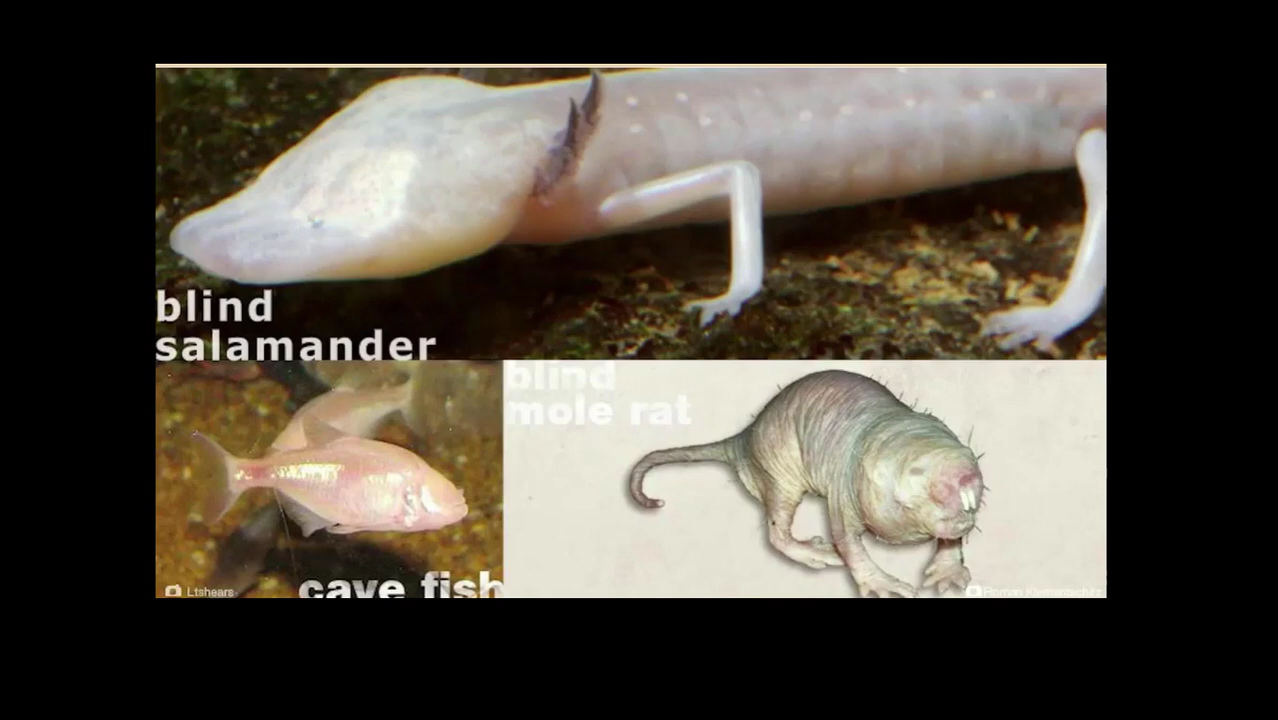 blind
salamander
blind
mole rat
cave fish
Ltshears